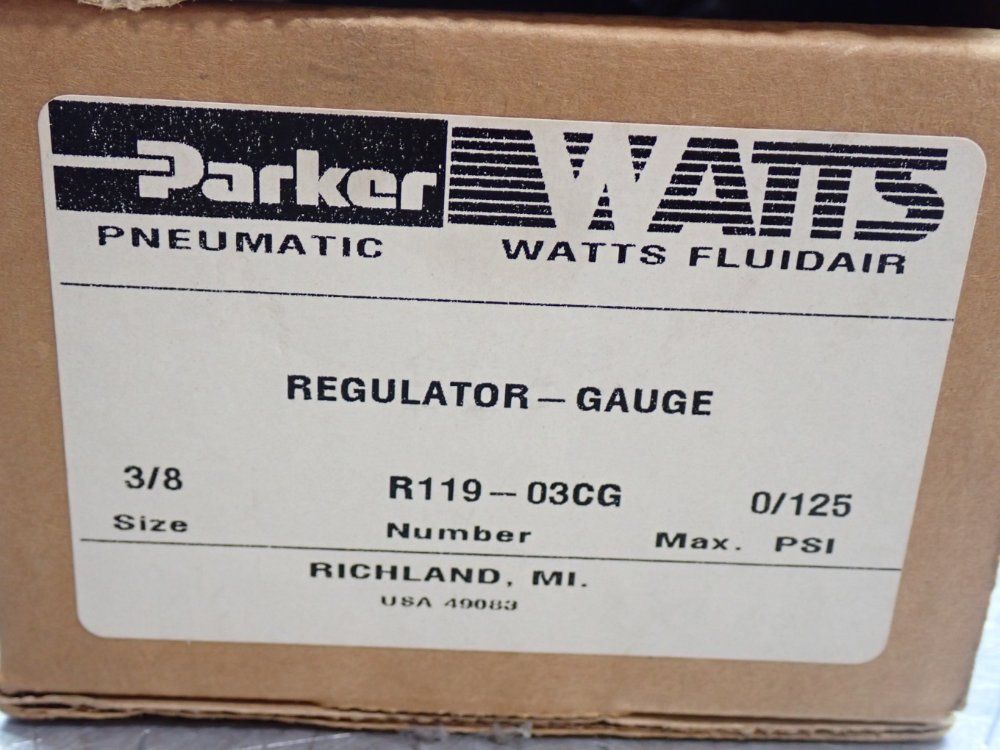 Parker WATTS
PNEUMATIC WATTS FLUIDAIR
REGULATOR - GAUGE
3/8 R119-03CG 0/125
Size Number Max. PSI
RICHLAND, MI.
USA 49083